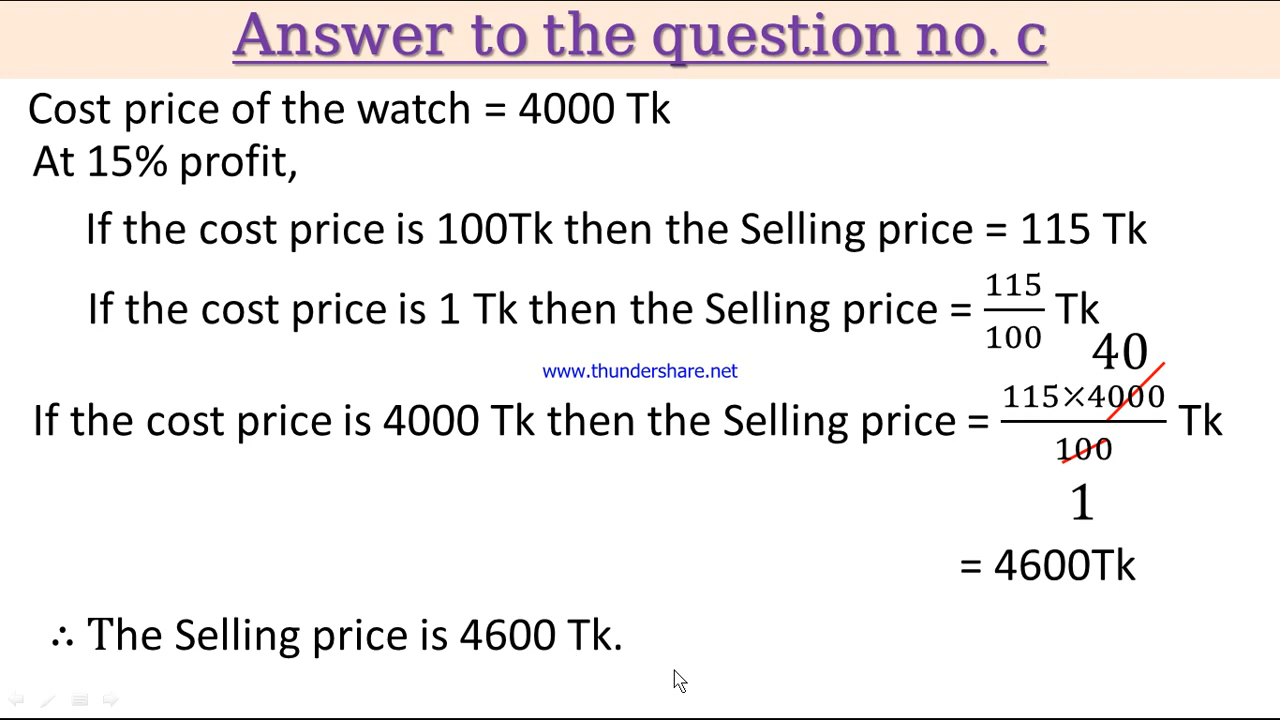 Answer to the question no. c
Cost price of the watch = 4000 Tk
At 15% profit,
If the cost price is 100Tk then the Selling price = 115 Tk
If the cost price is 1 Tk then the Selling price = 115/100 Tk
www.thundershare.net
40
If the cost price is 4000 Tk then the Selling price = 115×4000/100 Tk
1
= 4600Tk
∴ The Selling price is 4600 Tk.